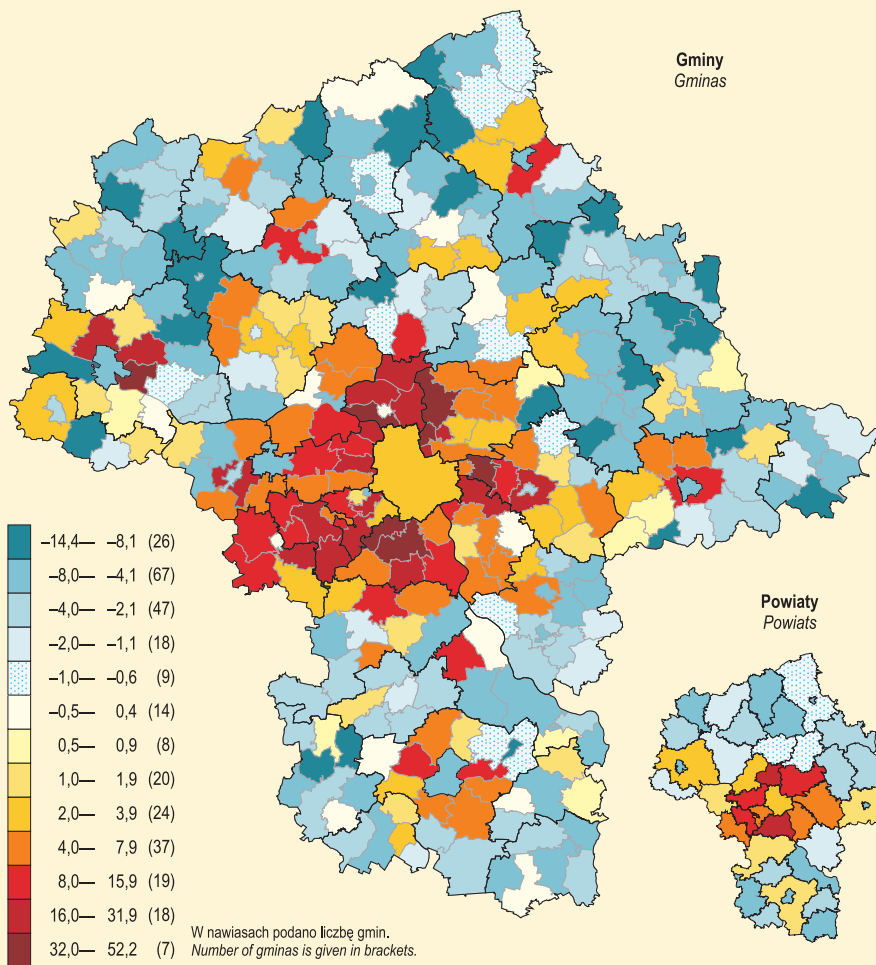 Gminy
Gminas
–14,4— –8,1 (26)
–8,0— –4,1 (67)
–4,0— –2,1 (47)
–2,0— –1,1 (18)
–1,0— –0,6 (9)
–0,5— 0,4 (14)
0,5— 0,9 (8)
1,0— 1,9 (20)
2,0— 3,9 (24)
4,0— 7,9 (37)
8,0— 15,9 (19)
16,0— 31,9 (18)
32,0— 52,2 (7)
W nawiasach podano liczbę gmin.
Number of gminas is given in brackets.
Powiaty
Powiats